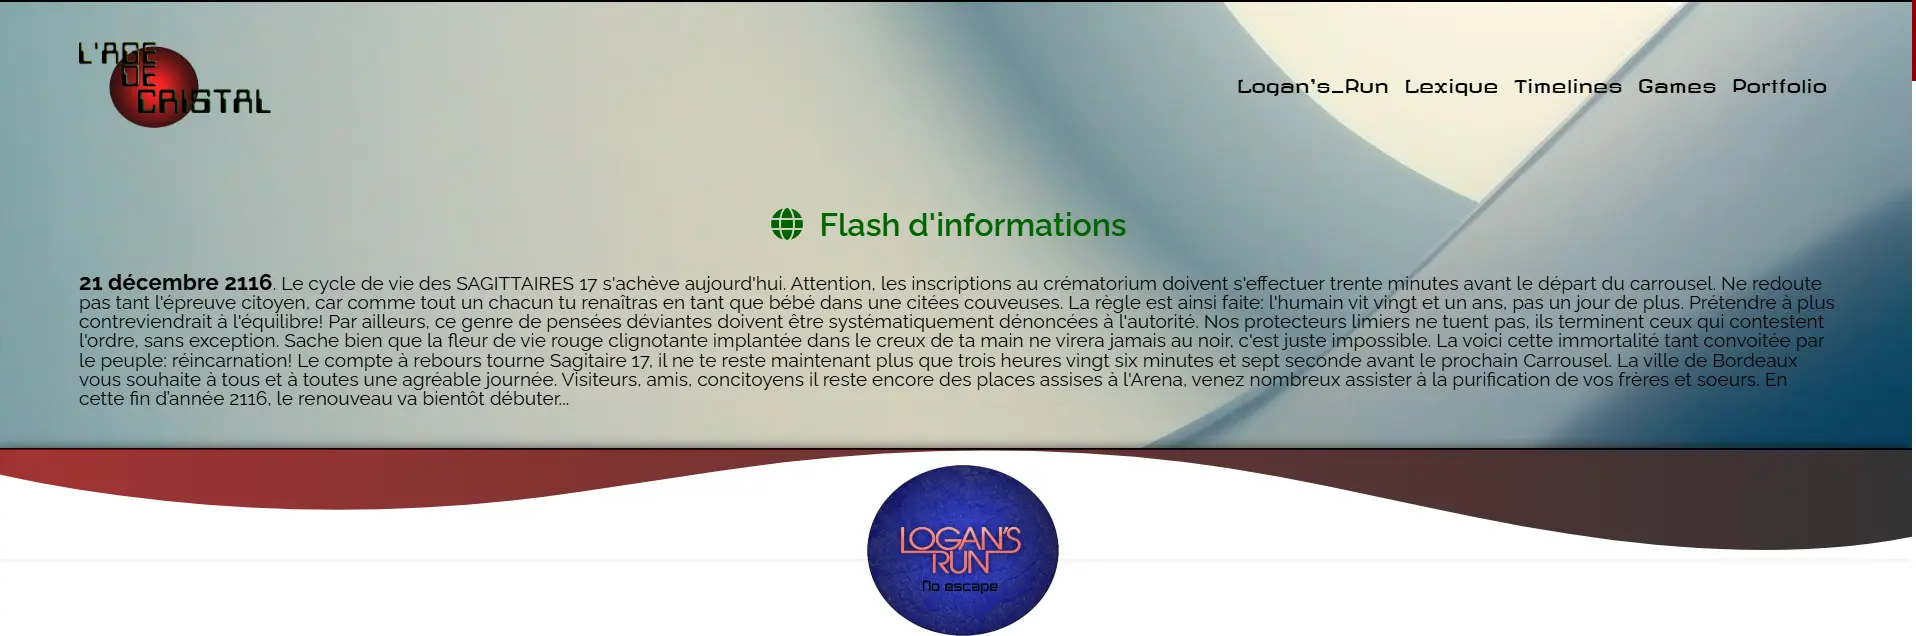 L'AGE
DE
CRISTAL
Logan's_Run Lexique Timelines Games Portfolio
Flash d'informations
21 décembre 2116. Le cycle de vie des SAGITTAIRES 17 s'achève aujourd'hui. Attention, les inscriptions au crématorium doivent s'effectuer trente minutes avant le départ du carrousel. Ne redoute
pas tant l'épreuve citoyen, car comme tout un chacun tu renaîtras en tant que bébé dans une citées couveuses. La règle est ainsi faite: l'humain vit vingt et un ans, pas un jour de plus. Prétendre à plus
contreviendrait à l'équilibre! Par ailleurs, ce genre de pensées déviantes doivent être systématiquement dénoncées à l'autorité. Nos protecteurs limiers ne tuent pas, ils terminent ceux qui contestent
l'ordre, sans exception. Sache bien que la fleur de vie rouge clignotante implantée dans le creux de ta main ne virera jamais au noir, c'est juste impossible. La voici cette immortalité tant convoitée par
le peuple: réincarnation! Le compte à rebours tourne Sagitaire 17, il ne te reste maintenant plus que trois heures vingt six minutes et sept seconde avant le prochain Carrousel. La ville de Bordeaux
vous souhaite à tous et à toutes une agréable journée. Visiteurs, amis, concitoyens il reste encore des places assises à l'Arena, venez nombreux assister à la purification de vos frères et soeurs. En
cette fin d'année 2116, le renouveau va bientôt débuter...
LOGAN'S
RUN
No escape